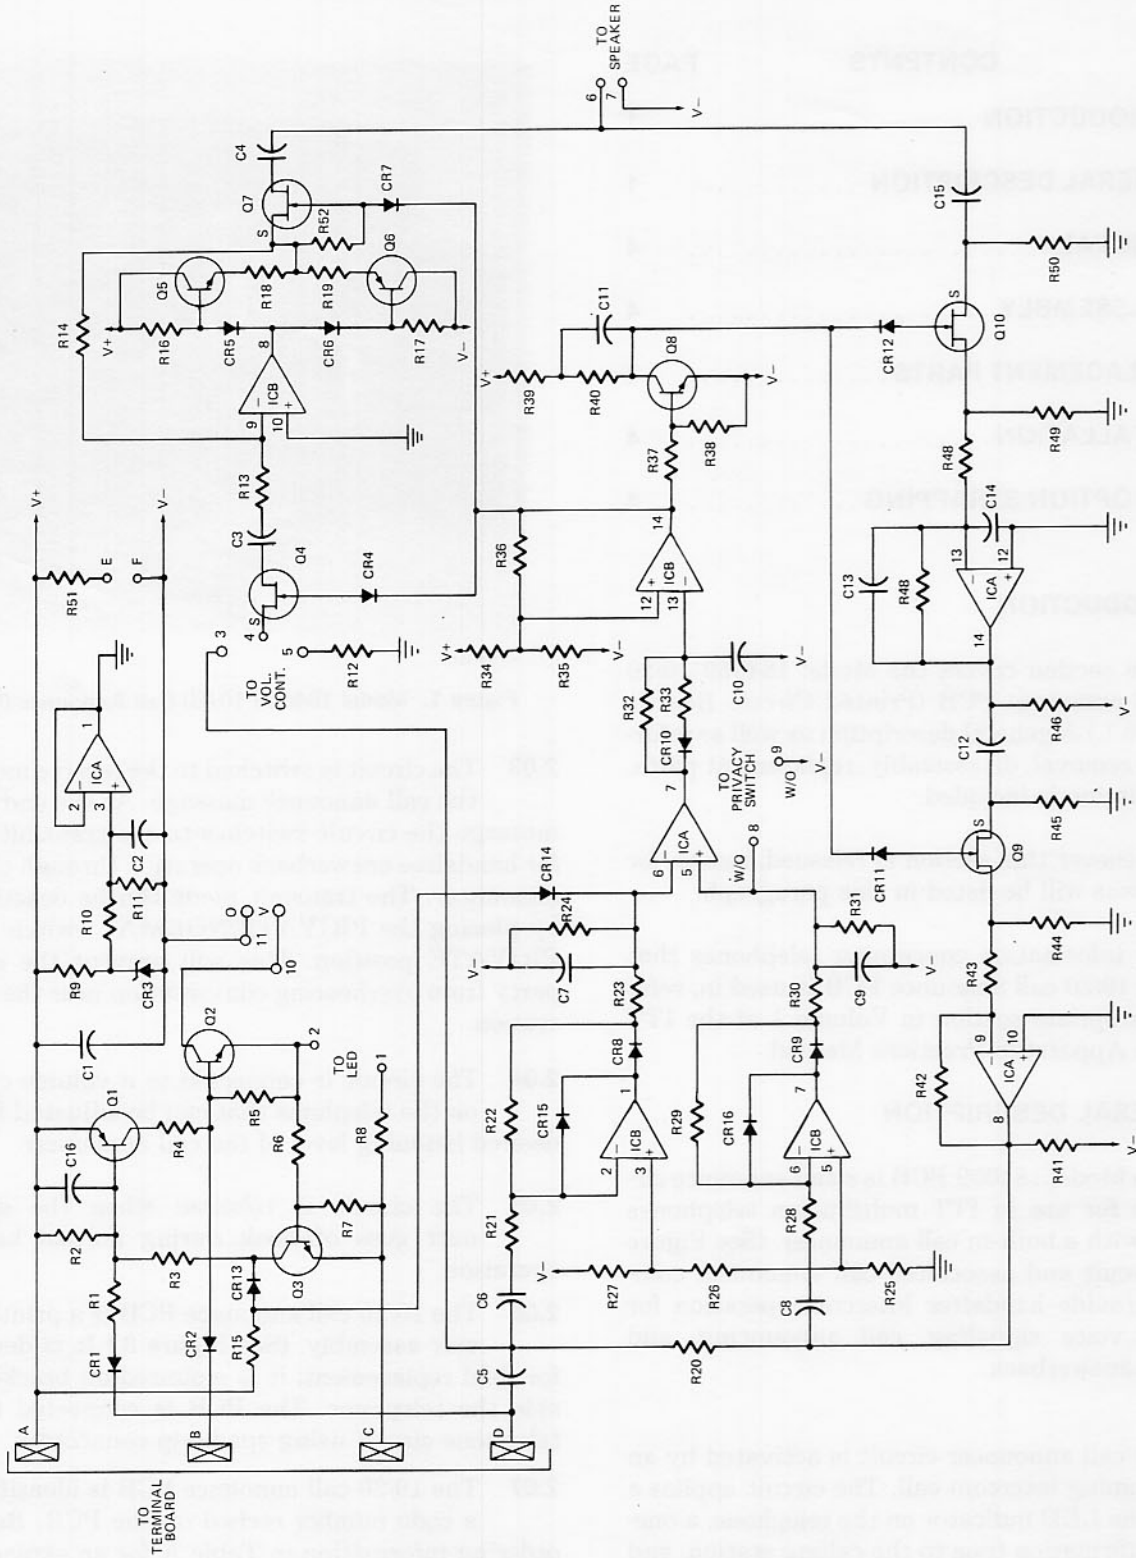 TO TERMINAL BOARD
A
B
C
D
CR1
R1
R2
C16
Q1
C1
R9
CR3
R10
R11
C2
2
3
ICA
1
R51
E
F
V+
V-
R3
R4
CR2
R15
CR13
Q3
R5
R6
R7
R8
Q2
10
11
O
V
2
TO LED
1
TO VOL. CONT.
3
4
5
S
R12
Q4
CR4
C3
R13
9
10
ICB
8
R14
V+
R16
CR5
CR6
R17
V-
Q5
R18
R19
Q6
S
Q7
R52
CR7
C4
6
7
TO SPEAKER
V-
C5
C6
R21
R22
CR15
2
3
ICB
1
CR8
R23
C7
R24
V-
CR14
V-
R27
R26
R25
R20
C8
R28
R29
CR16
6
5
ICB
7
CR9
R30
C9
R31
V-
6
5
ICA
7
W/O
8
TO PRIVACY SWITCH
9
W/O
V-
CR10
R33
R32
C10
V-
V+
R34
R35
V-
R36
12
13
ICB
14
R37
R38
Q8
V-
V+
R39
R40
C11
R41
V-
R42
8
ICA
9
10
R43
R44
Q9
S
CR11
R45
C12
R46
V-
14
ICA
13
12
C13
R48
C14
R48
R49
Q10
S
CR12
R50
C15